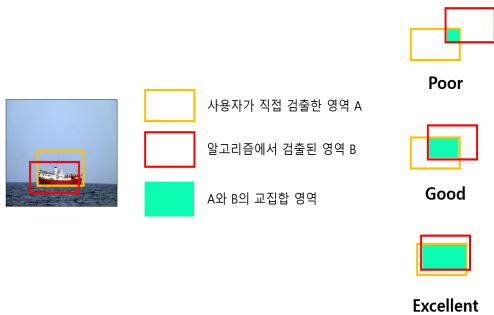 사용자가 직접 검출한 영역 A
알고리즘에서 검출된 영역 B
A와 B의 교집합 영역
Poor
Good
Excellent